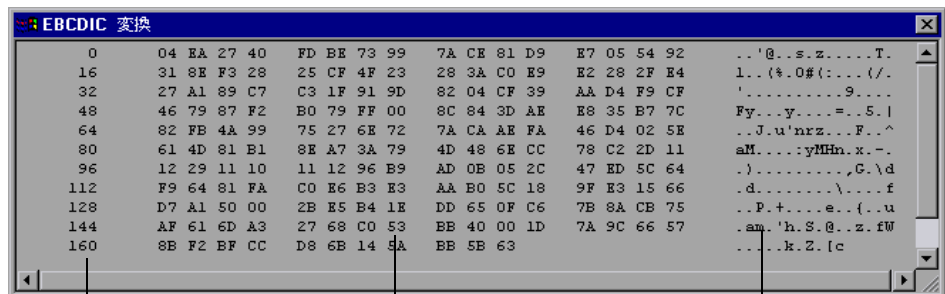 EBCDIC 変換
0 04 EA 27 40 FD BE 73 99 7A CE 81 D9 E7 05 54 92 ..'@..s.z.....T.
16 31 8E F3 28 25 CF 4F 23 28 3A C0 E9 E2 28 2F E4 1..(%.O#(:...(/.
32 27 A1 89 C7 C3 1F 91 9D 82 04 CF 39 AA D4 F9 CF '..........9....
48 46 79 87 F2 B0 79 FF 00 8C 84 3D AE E8 35 B7 7C Fy...y....=..5.|
64 82 FB 4A 99 75 27 6E 72 7A CA AE FA 46 D4 02 5E ..J.u'nrz...F..^
80 61 4D 81 B1 8E A7 3A 79 4D 48 6E CC 78 C2 2D 11 aM....:yMHn.x.-.
96 12 29 11 10 11 12 96 B9 AD 0B 05 2C 47 ED 5C 64 .).........,G.\d
112 F9 64 81 FA C0 E6 B3 E3 AA B0 5C 18 9F E3 15 66 .d........\....f
128 D7 A1 50 00 2B E5 B4 1E DD 65 0F C6 7B 8A CB 75 ..P.+....e..{..u
144 AF 61 6D A3 27 68 C0 53 BB 40 00 1D 7A 9C 66 57 .am.'h.S.@..z.fW
160 8B F2 BF CC D8 6B 14 5A BB 5B 63 .....k.Z.[c